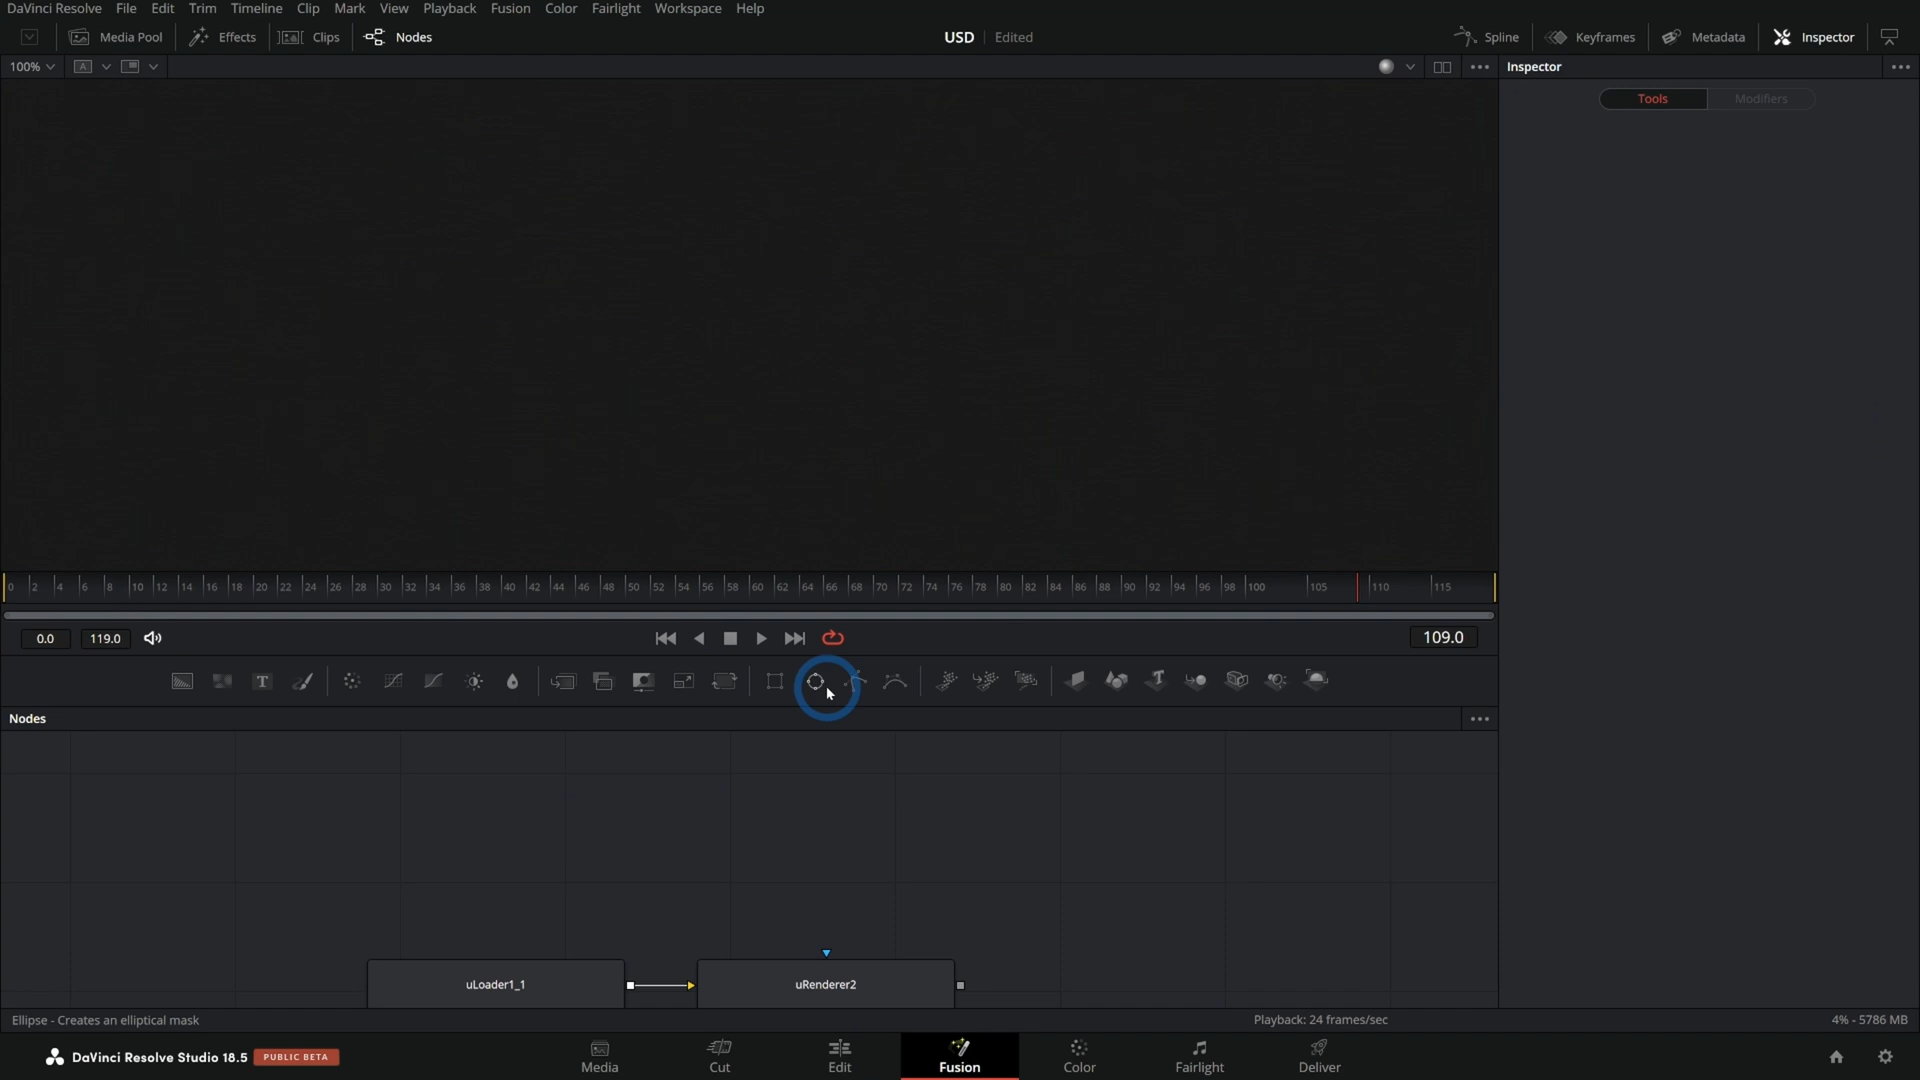 DaVinci Resolve File Edit Trim Timeline Clip Mark View Playback Fusion Color Fairlight Workspace Help
Media Pool Effects Clips Nodes USD Edited Spline Keyframes Metadata Inspector
100% A Inspector
Tools Modifiers
0 2 4 6 8 10 12 14 16 18 20 22 24 26 28 30 32 34 36 38 40 42 44 46 48 50 52 54 56 58 60 62 64 66 68 70 72 74 76 78 80 82 84 86 88 90 92 94 96 98 100 105 110 115
0.0 119.0 109.0
T
Nodes
uLoader1_1 uRenderer2
Ellipse - Creates an elliptical mask Playback: 24 frames/sec 4% - 5786 MB
DaVinci Resolve Studio 18.5 PUBLIC BETA Media Cut Edit Fusion Color Fairlight Deliver